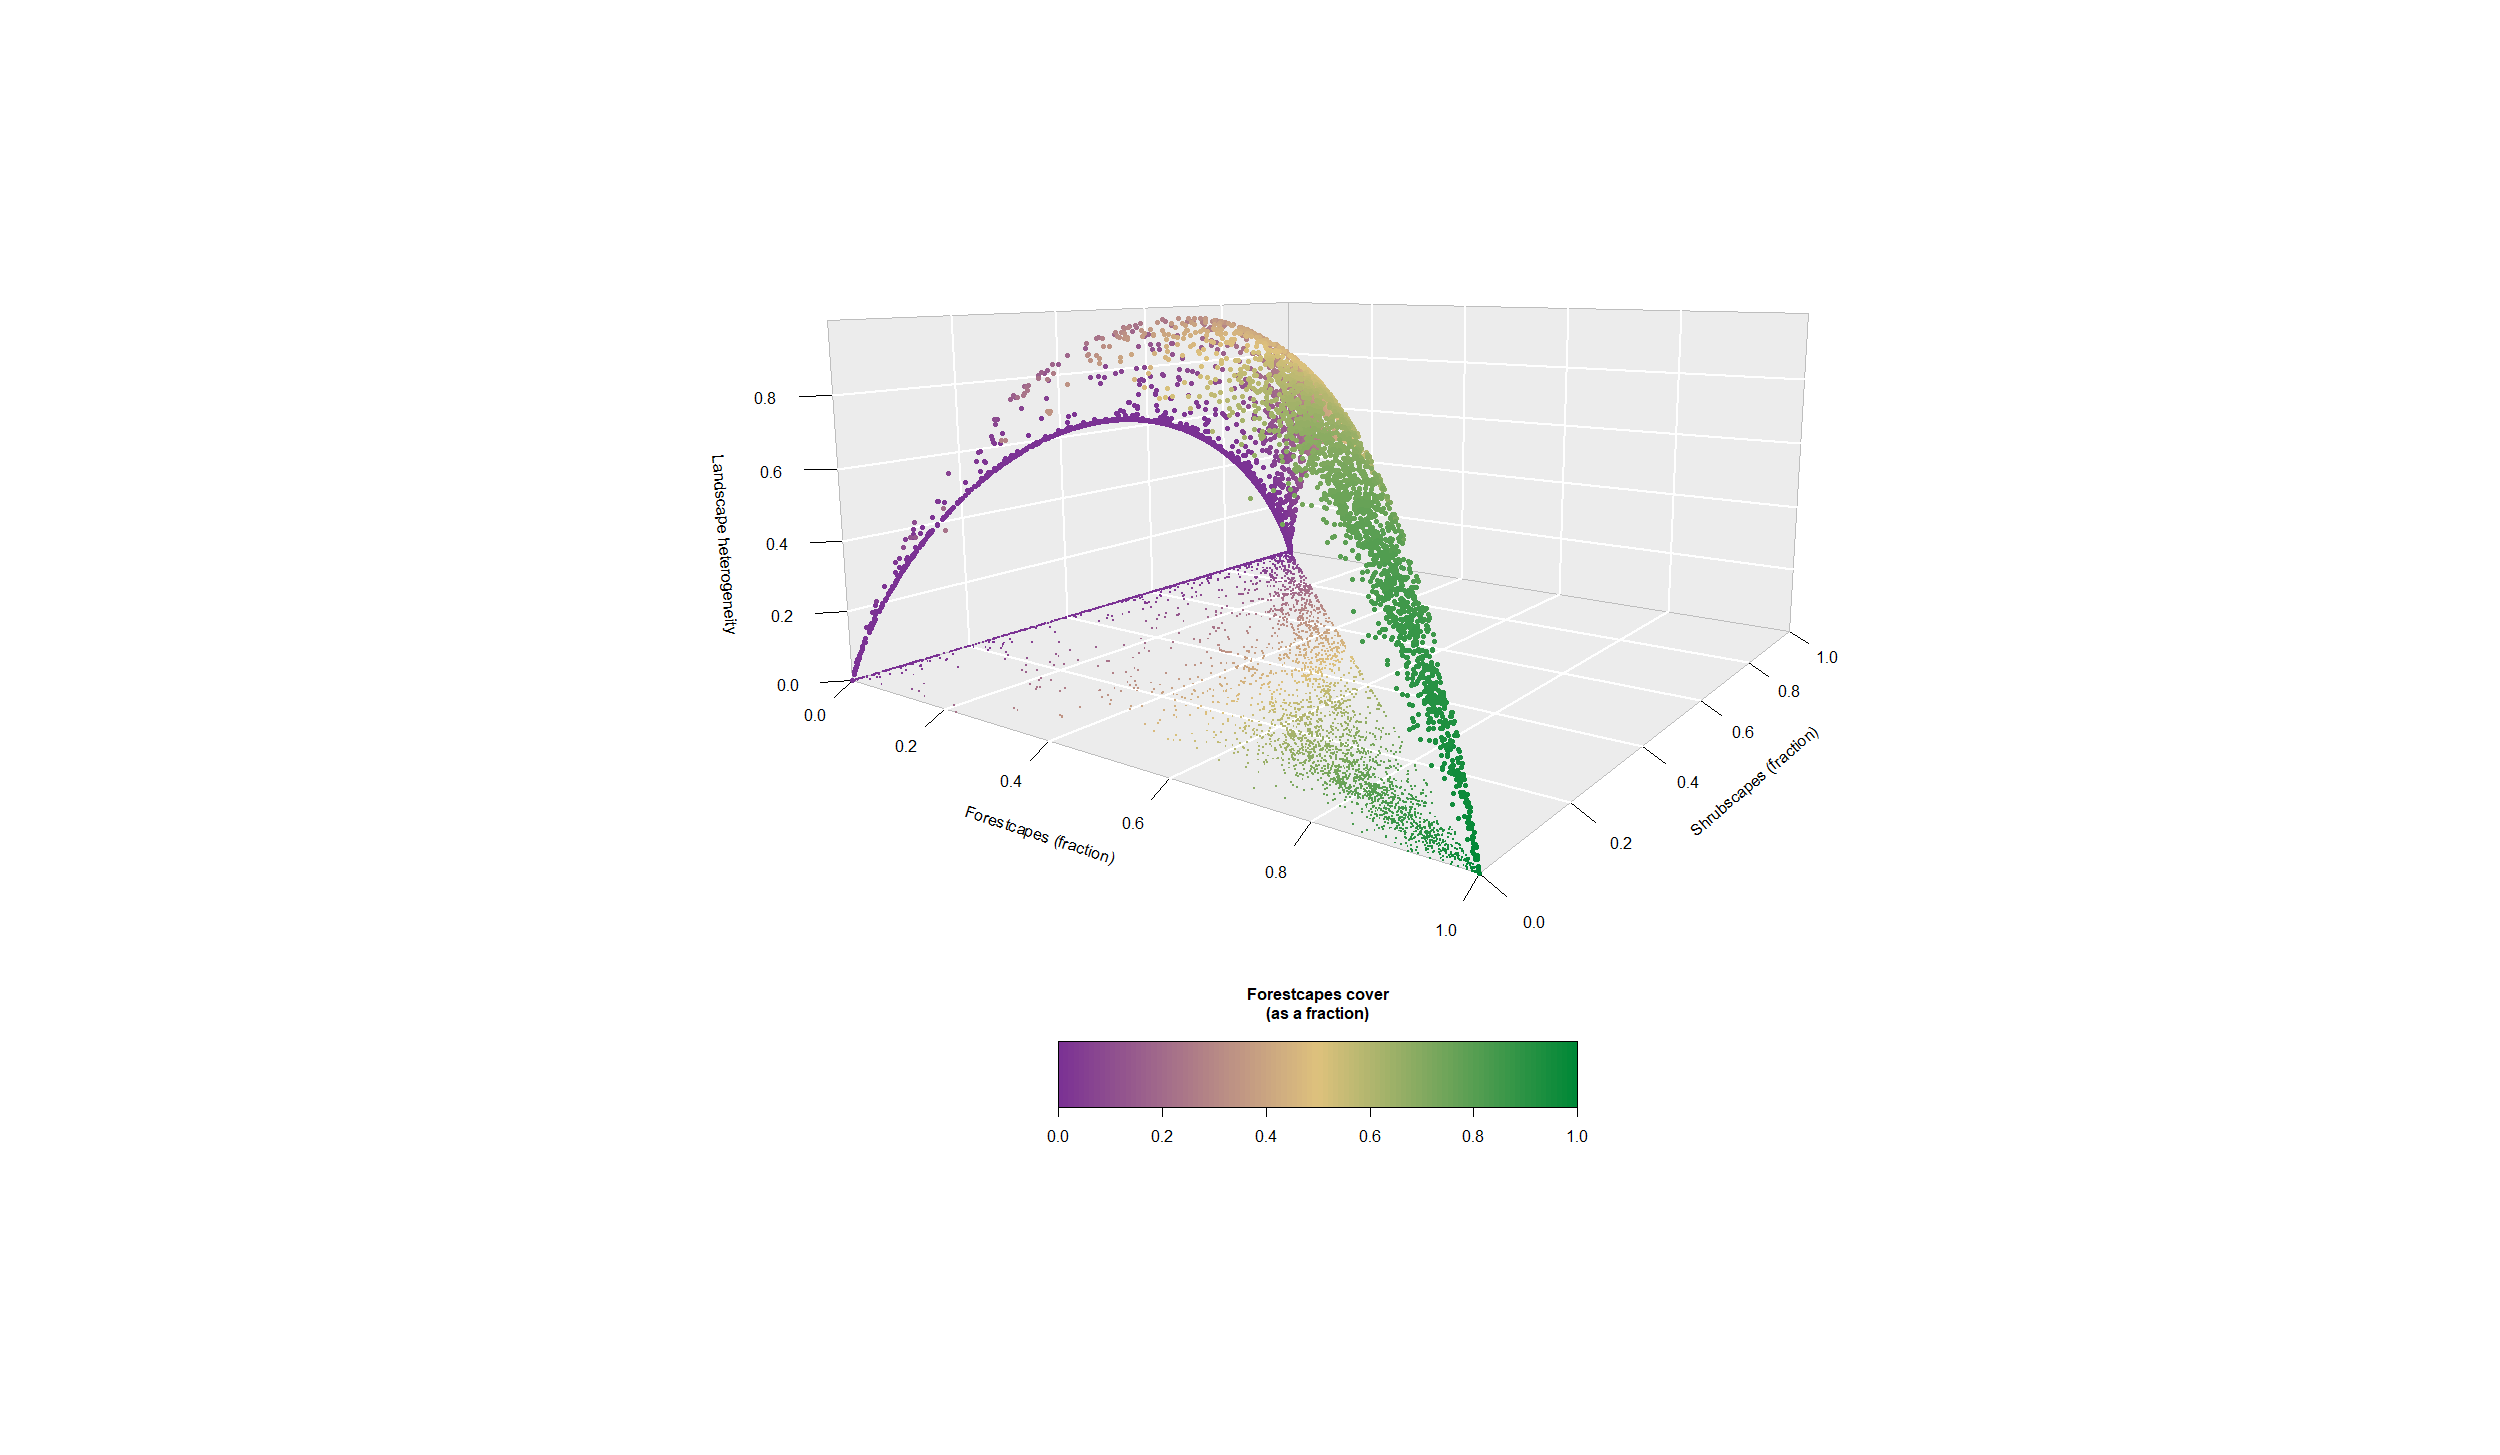 0.8
0.6
0.4
0.2
0.0
Landscape heterogeneity
0.0
0.2
0.4
0.6
0.8
1.0
Forestcapes (fraction)
0.0
0.2
0.4
0.6
0.8
1.0
Shrubscapes (fraction)
Forestcapes cover
(as a fraction)
0.0 0.2 0.4 0.6 0.8 1.0